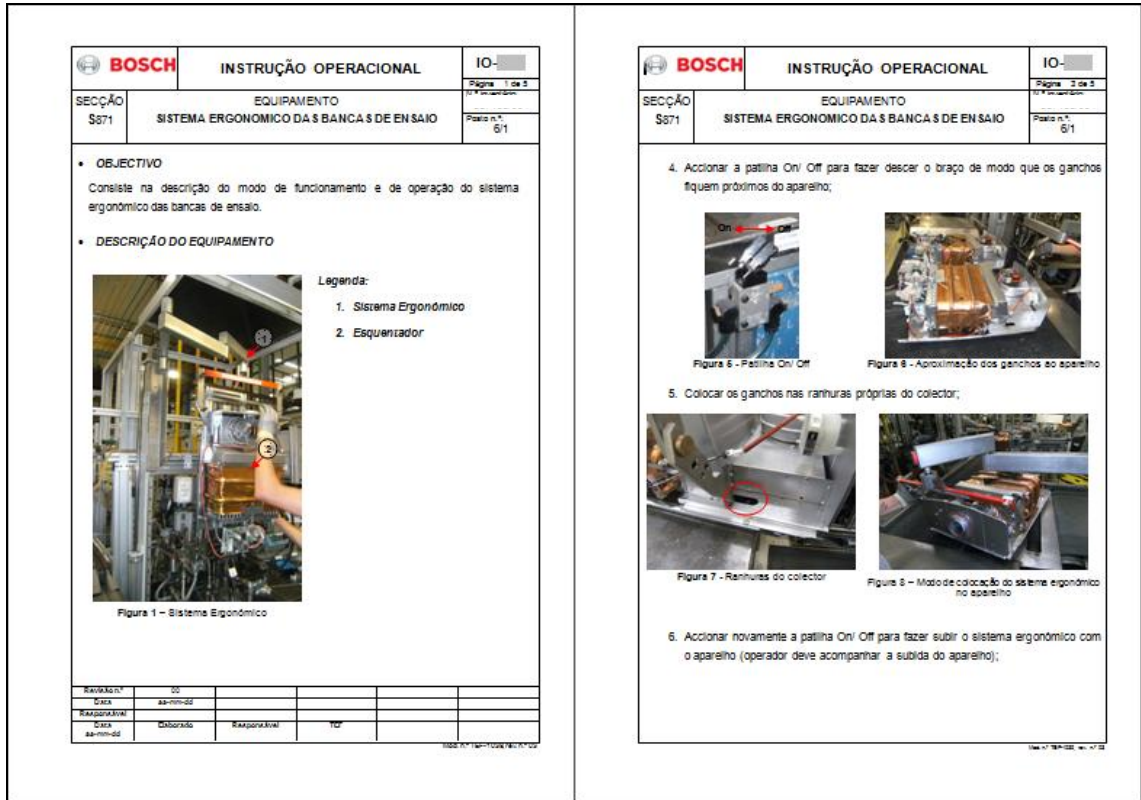 BOSCH
INSTRUÇÃO OPERACIONAL
IO-
Página 1 de 5
SECÇÃO
S871
EQUIPAMENTO
SISTEMA ERGONOMICO DAS BANCAS DE ENSAIO
Posto n.º:
6/1
• OBJECTIVO
Consiste na descrição do modo de funcionamento e de operação do sistema
ergonómico das bancas de ensaio.
• DESCRIÇÃO DO EQUIPAMENTO
Legenda:
1. Sistema Ergonómico
2. Esquentador
1
2
Figura 1 – Sistema Ergonómico
Revisão n.º 00
Data aa-mm-dd
Responsável
Data Elaborado Responsável TEF
aa-mm-dd
BOSCH
INSTRUÇÃO OPERACIONAL
IO-
Página 3 de 5
SECÇÃO
S871
EQUIPAMENTO
SISTEMA ERGONOMICO DAS BANCAS DE ENSAIO
Posto n.º:
6/1
4. Accionar a patilha On/ Off para fazer descer o braço de modo que os ganchos
fiquem próximos do aparelho;
On Off
Figura 5 - Patilha On/ Off
Figura 6 - Aproximação dos ganchos ao aparelho
5. Colocar os ganchos nas ranhuras próprias do colector;
Figura 7 - Ranhuras do colector
Figura 8 – Modo de colocação do sistema ergonómico
no aparelho
6. Accionar novamente a patilha On/ Off para fazer subir o sistema ergonómico com
o aparelho (operador deve acompanhar a subida do aparelho);